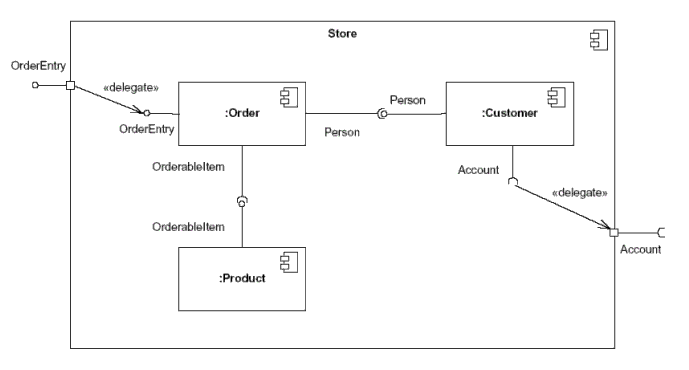 Store
OrderEntry
«delegate»
Person
:Order
:Customer
OrderEntry
Person
OrderableItem
Account
«delegate»
OrderableItem
Account
:Product